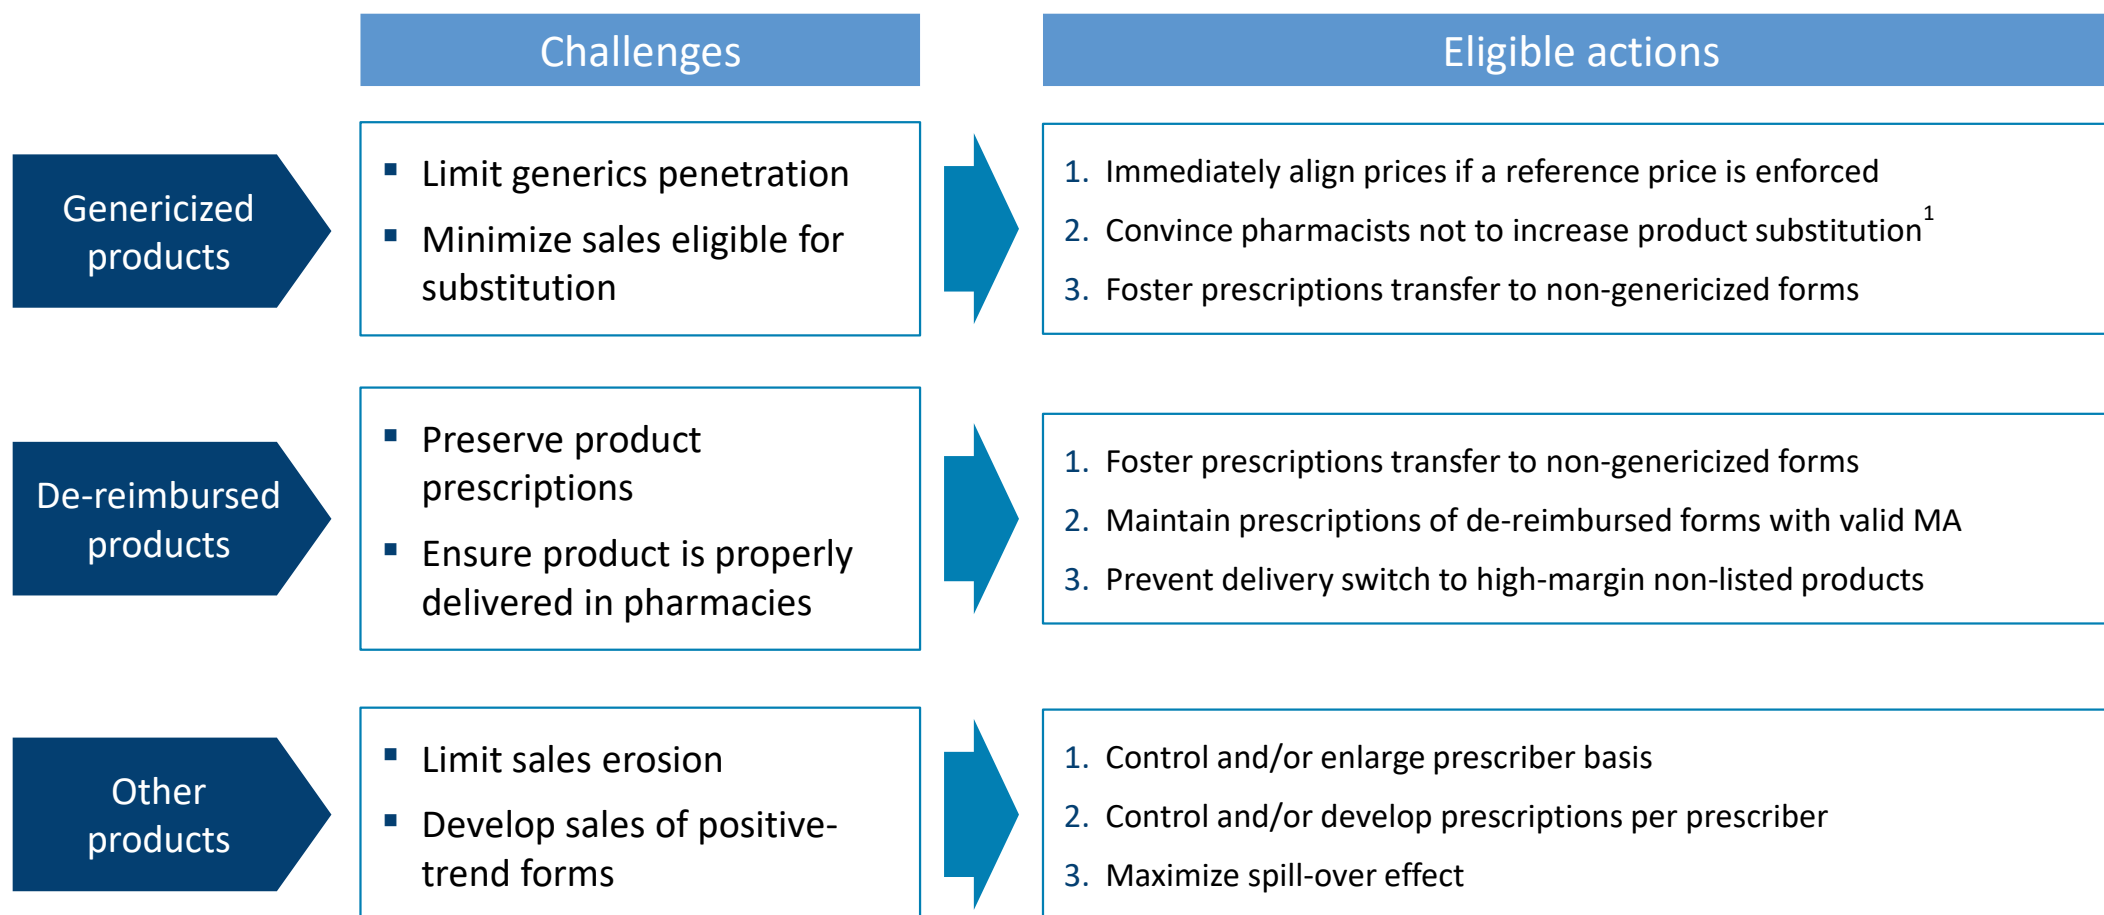 Challenges
Eligible actions
Genericized
products
▪ Limit generics penetration
▪ Minimize sales eligible for
substitution
1. Immediately align prices if a reference price is enforced
2. Convince pharmacists not to increase product substitution1
3. Foster prescriptions transfer to non-genericized forms
De-reimbursed
products
▪ Preserve product
prescriptions
▪ Ensure product is properly
delivered in pharmacies
1. Foster prescriptions transfer to non-genericized forms
2. Maintain prescriptions of de-reimbursed forms with valid MA
3. Prevent delivery switch to high-margin non-listed products
Other
products
▪ Limit sales erosion
▪ Develop sales of positive-
trend forms
1. Control and/or enlarge prescriber basis
2. Control and/or develop prescriptions per prescriber
3. Maximize spill-over effect